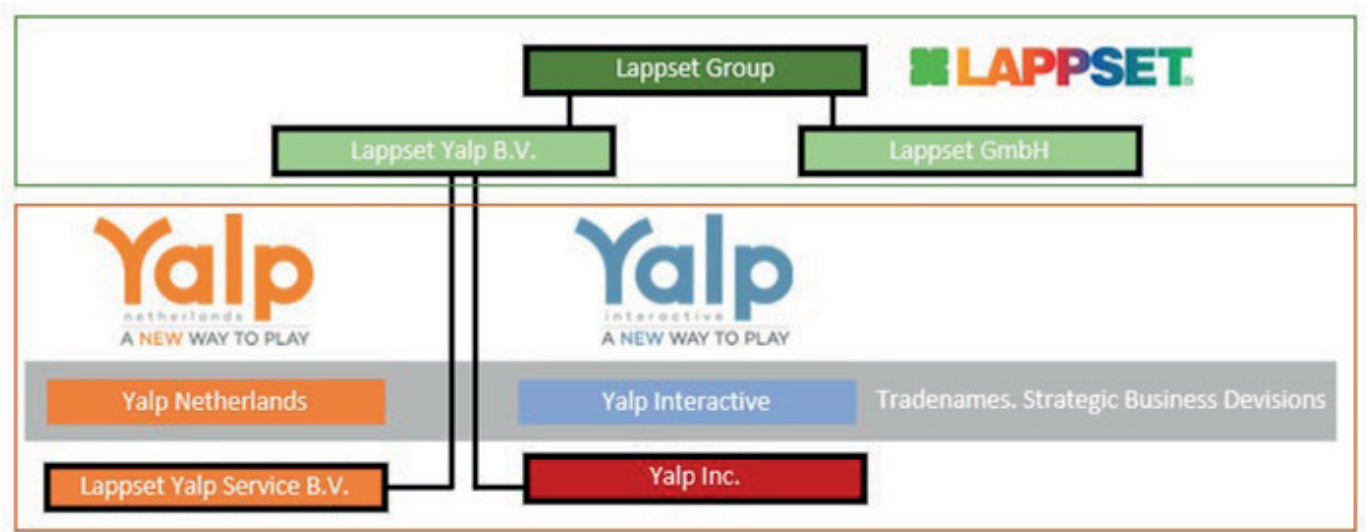 Lappset Group
LAPPSET
Lappset Yalp B.V.
Lappset GmbH
Yalp
netherlands
A NEW WAY TO PLAY
Yalp
interactive
A NEW WAY TO PLAY
Yalp Netherlands
Yalp Interactive
Tradenames. Strategic Business Devisions
Lappset Yalp Service B.V.
Yalp Inc.